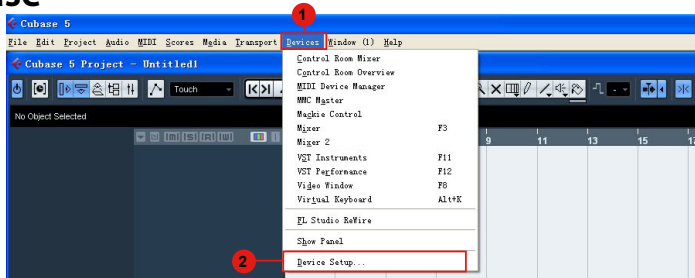 1
Cubase 5
File Edit Project Audio MIDI Scores Media Transport Devices Window (1) Help
Cubase 5 Project - Untitled1
Touch
No Object Selected
[m] [S] [R] [W]
9 11 13 15
Control Room Mixer
Control Room Overview
MIDI Device Manager
MMC Master
Mackie Control
Mixer F3
Mixer 2
VST Instruments F11
VST Performance F12
Video Window F8
Virtual Keyboard Alt+K
FL Studio ReWire
Show Panel
2 Device Setup...